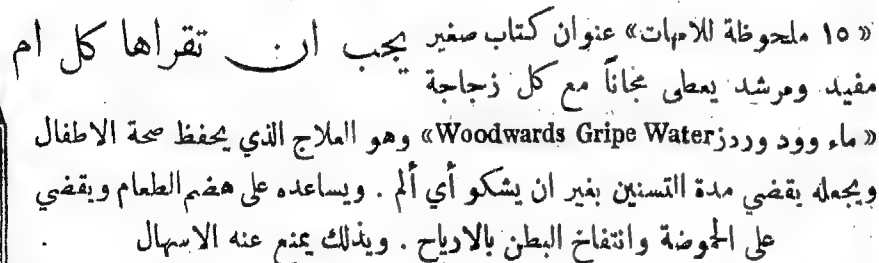 « ١٥ ملحوظة للامهات» عنوان كتاب صغير يجب ان تقراها كل ام
مفيد ومرشد يعطى مجاناً مع كل زجاجة
« ماء وود وردز Woodwards Gripe Water» وهو العلاج الذي يحفظ صحة الاطفال
ويجعله يقضي مدة التسنين بغير ان يشكو أي ألم . ويساعده على هضم الطعام ويقضي
على الحموضة وانتفاخ البطن بالارياح . وبذلك يمنع عنه الاسهال